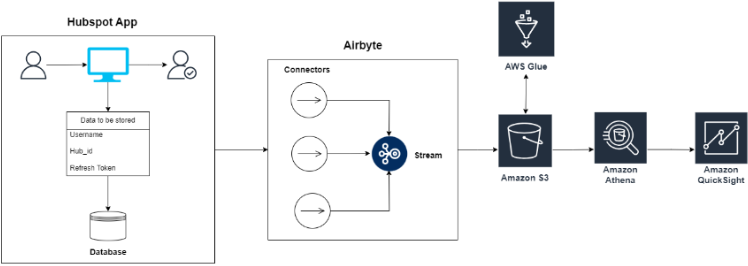 Hubspot App
Data to be stored
Username
Hub_id
Refresh Token
Database
Airbyte
Connectors
Stream
AWS Glue
Amazon S3
Amazon
Athena
Amazon
QuickSight